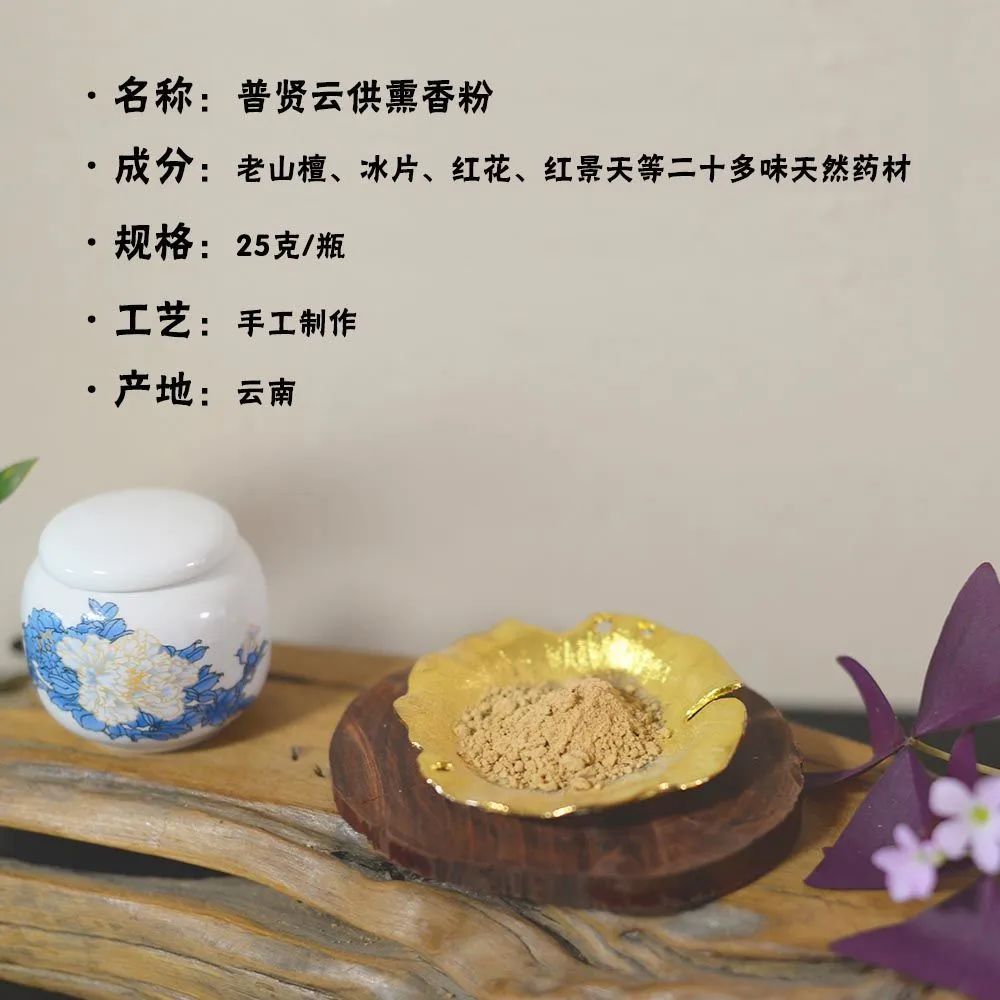 · 名称：普贤云供熏香粉
· 成分：老山檀、冰片、红花、红景天等二十多味天然药材
· 规格：25克/瓶
· 工艺：手工制作
· 产地：云南